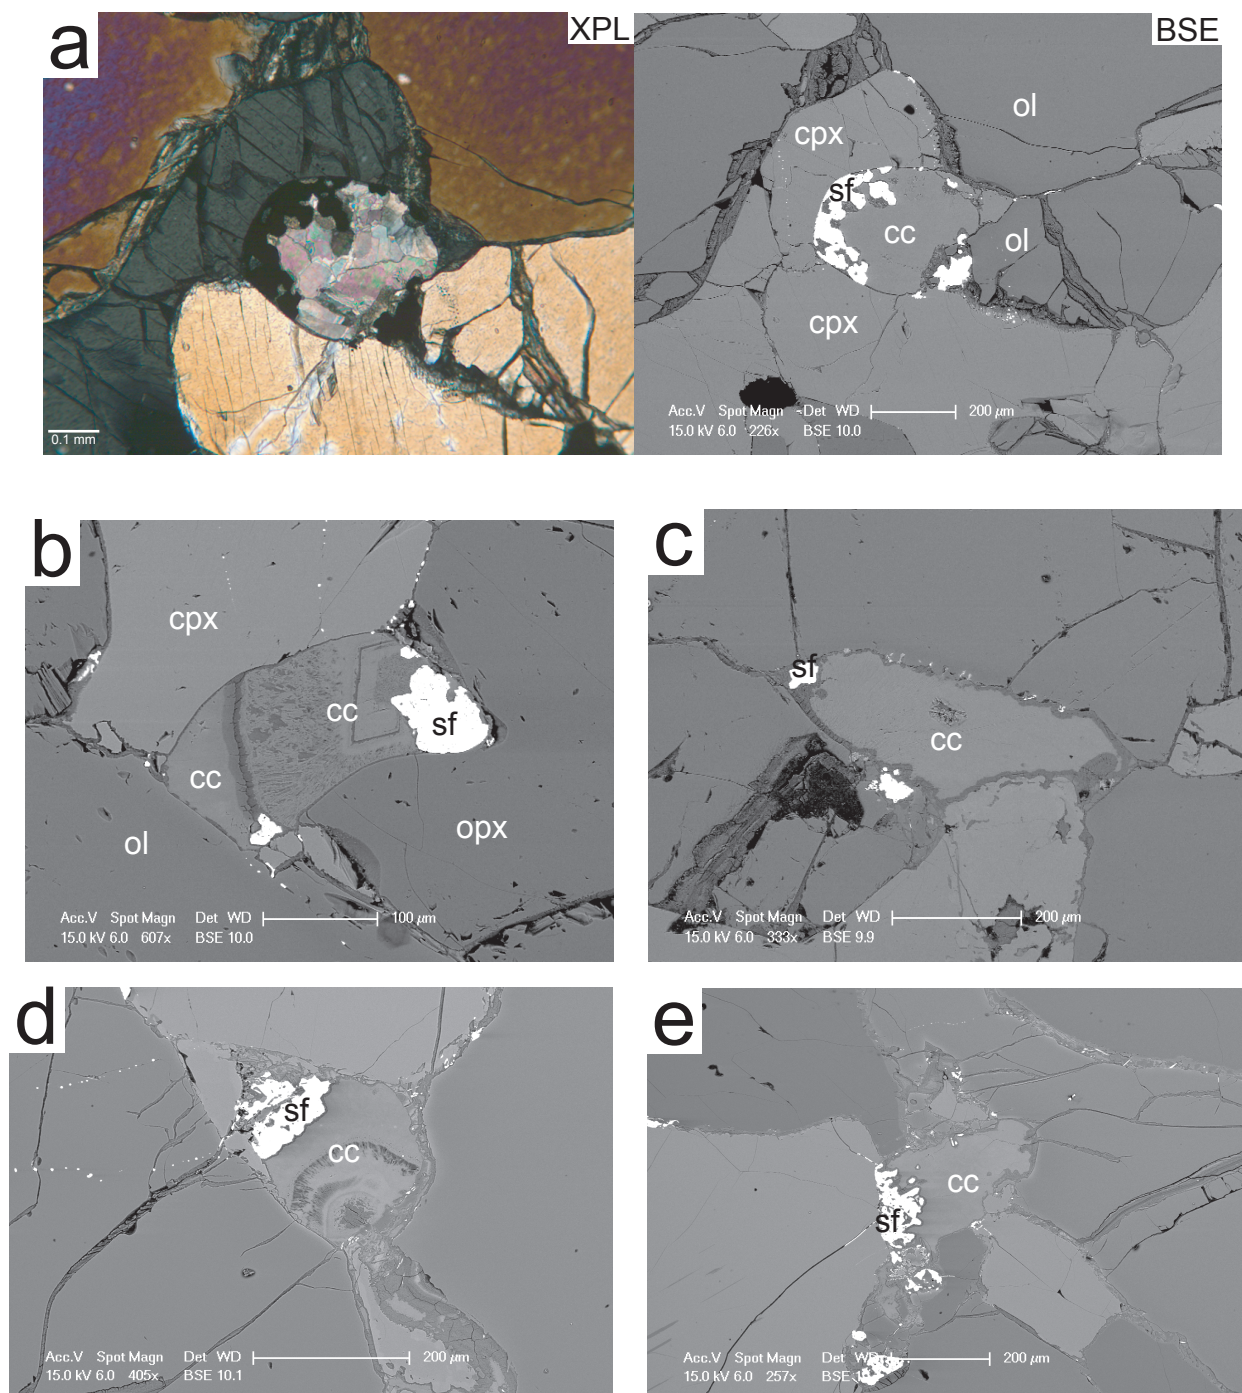 a
XPL
0.1 mm
BSE
ol
cpx
sf
cc
ol
cpx
Acc.V Spot Magn Det WD 200 µm
15.0 kV 6.0 226x BSE 10.0
b
cpx
cc
sf
cc
opx
ol
Acc.V Spot Magn Det WD 100 µm
15.0 kV 6.0 607x BSE 10.0
c
sf
cc
Acc.V Spot Magn Det WD 200 µm
15.0 kV 6.0 333x BSE 9.9
d
sf
cc
Acc.V Spot Magn Det WD 200 µm
15.0 kV 6.0 405x BSE 10.1
e
cc
sf
Acc.V Spot Magn Det WD 200 µm
15.0 kV 6.0 257x BSE